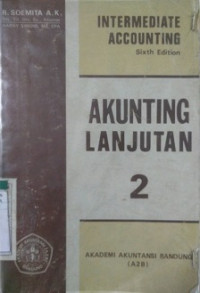 R. SOEMITA A.K.
INTERMEDIATE
ACCOUNTING
Sixth Edition
AKUNTING
LANJUTAN
2
AKADEMI AKUNTANSI BANDUNG
(A2B)